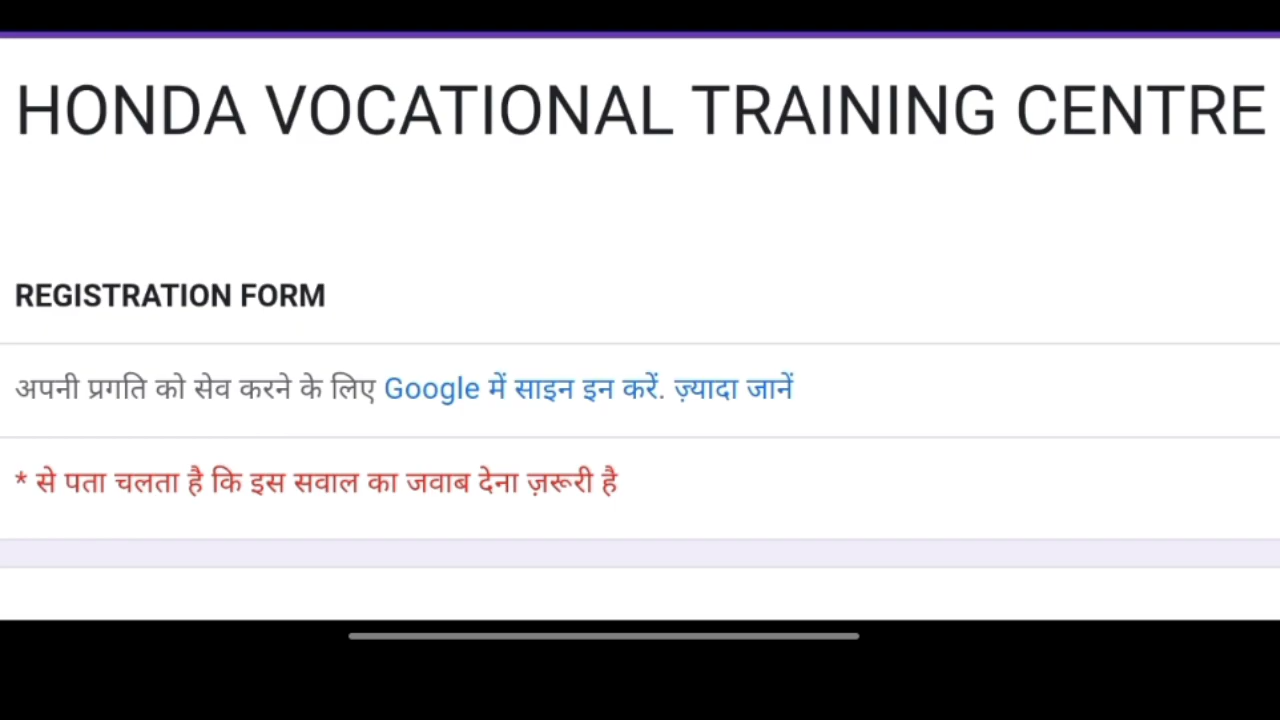 HONDA VOCATIONAL TRAINING CENTRE
REGISTRATION FORM
अपनी प्रगति को सेव करने के लिए Google में साइन इन करें. ज़्यादा जानें
* से पता चलता है कि इस सवाल का जवाब देना ज़रूरी है